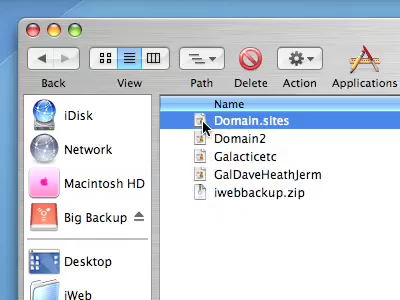 Back
View
Path
Delete
Action
Applications
Name
iDisk
Network
Macintosh HD
Big Backup
Desktop
iWeb
Domain.sites
Domain2
Galacticetc
GalDaveHeathJerm
iwebbackup.zip